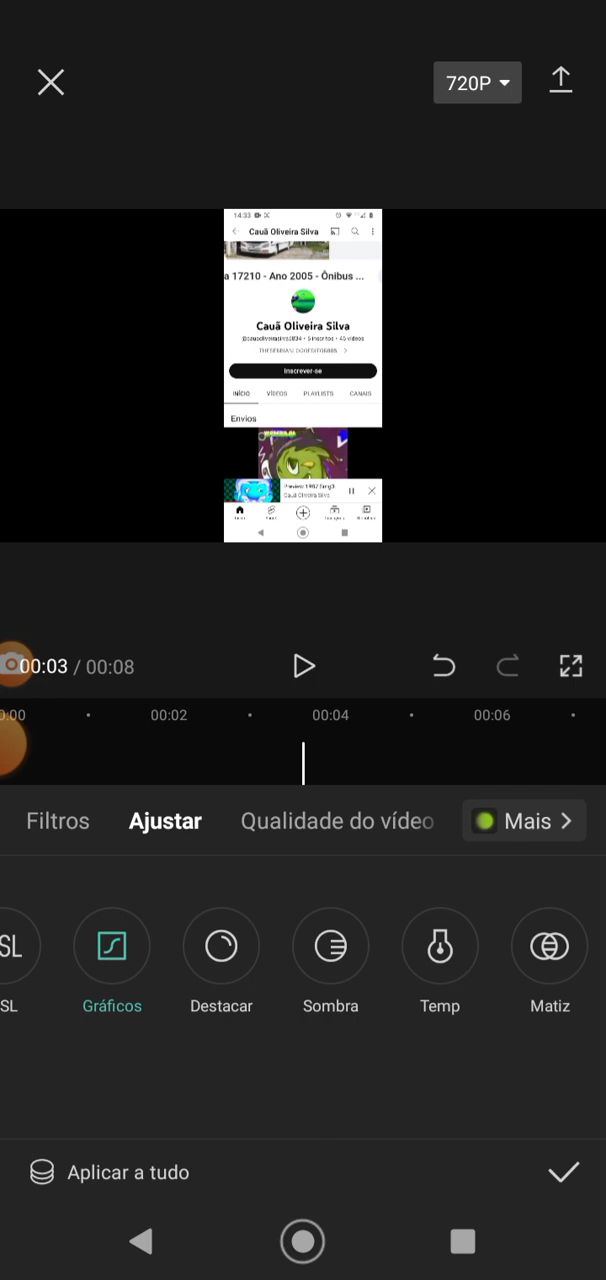 720P
14:33
Cauã Oliveira Silva
a 17210 - Ano 2005 - Ônibus ...
Cauã Oliveira Silva
Inscrever-se
INÍCIO VÍDEOS PLAYLISTS CANAIS
Envios
Cauã Oliveira Silva
00:03 / 00:08
0:00 00:02 00:04 00:06
Filtros Ajustar Qualidade do vídeo Mais
SL
SL Gráficos Destacar Sombra Temp Matiz
Aplicar a tudo